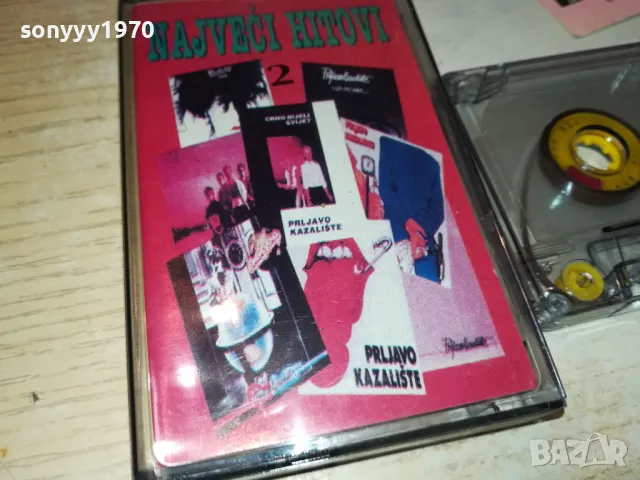 sonyyy1970
NAJVEĆI HITOVI
2
CRNO BIJELI
SVIJET
PRLJAVO
KAZALIŠTE
PRLJAVO
KAZALIŠTE
BAZAR